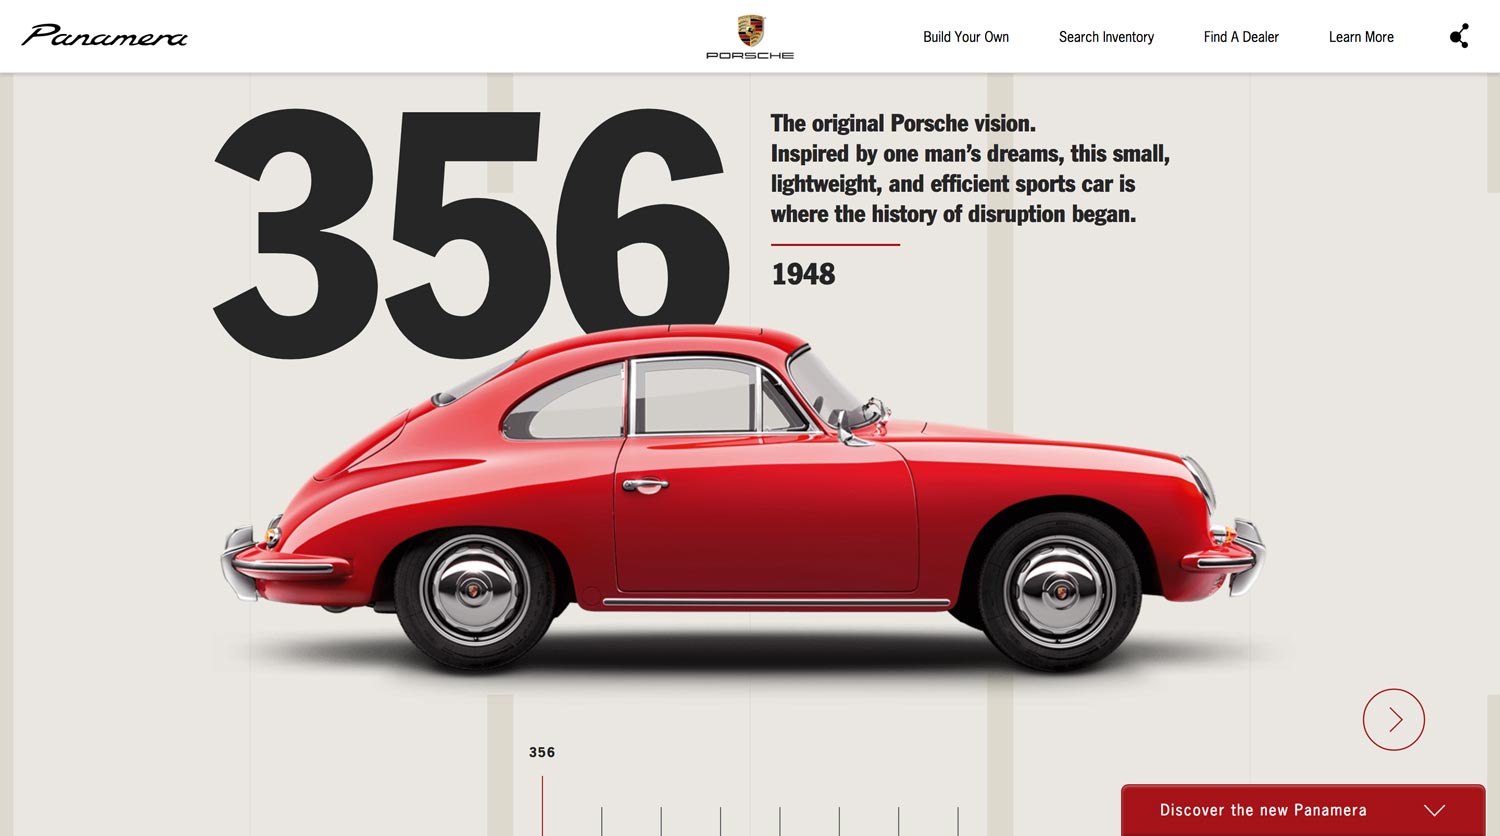 Panamera
PORSCHE
Build Your Own
Search Inventory
Find A Dealer
Learn More
356
The original Porsche vision.
Inspired by one man’s dreams, this small,
lightweight, and efficient sports car is
where the history of disruption began.
1948
356
Discover the new Panamera